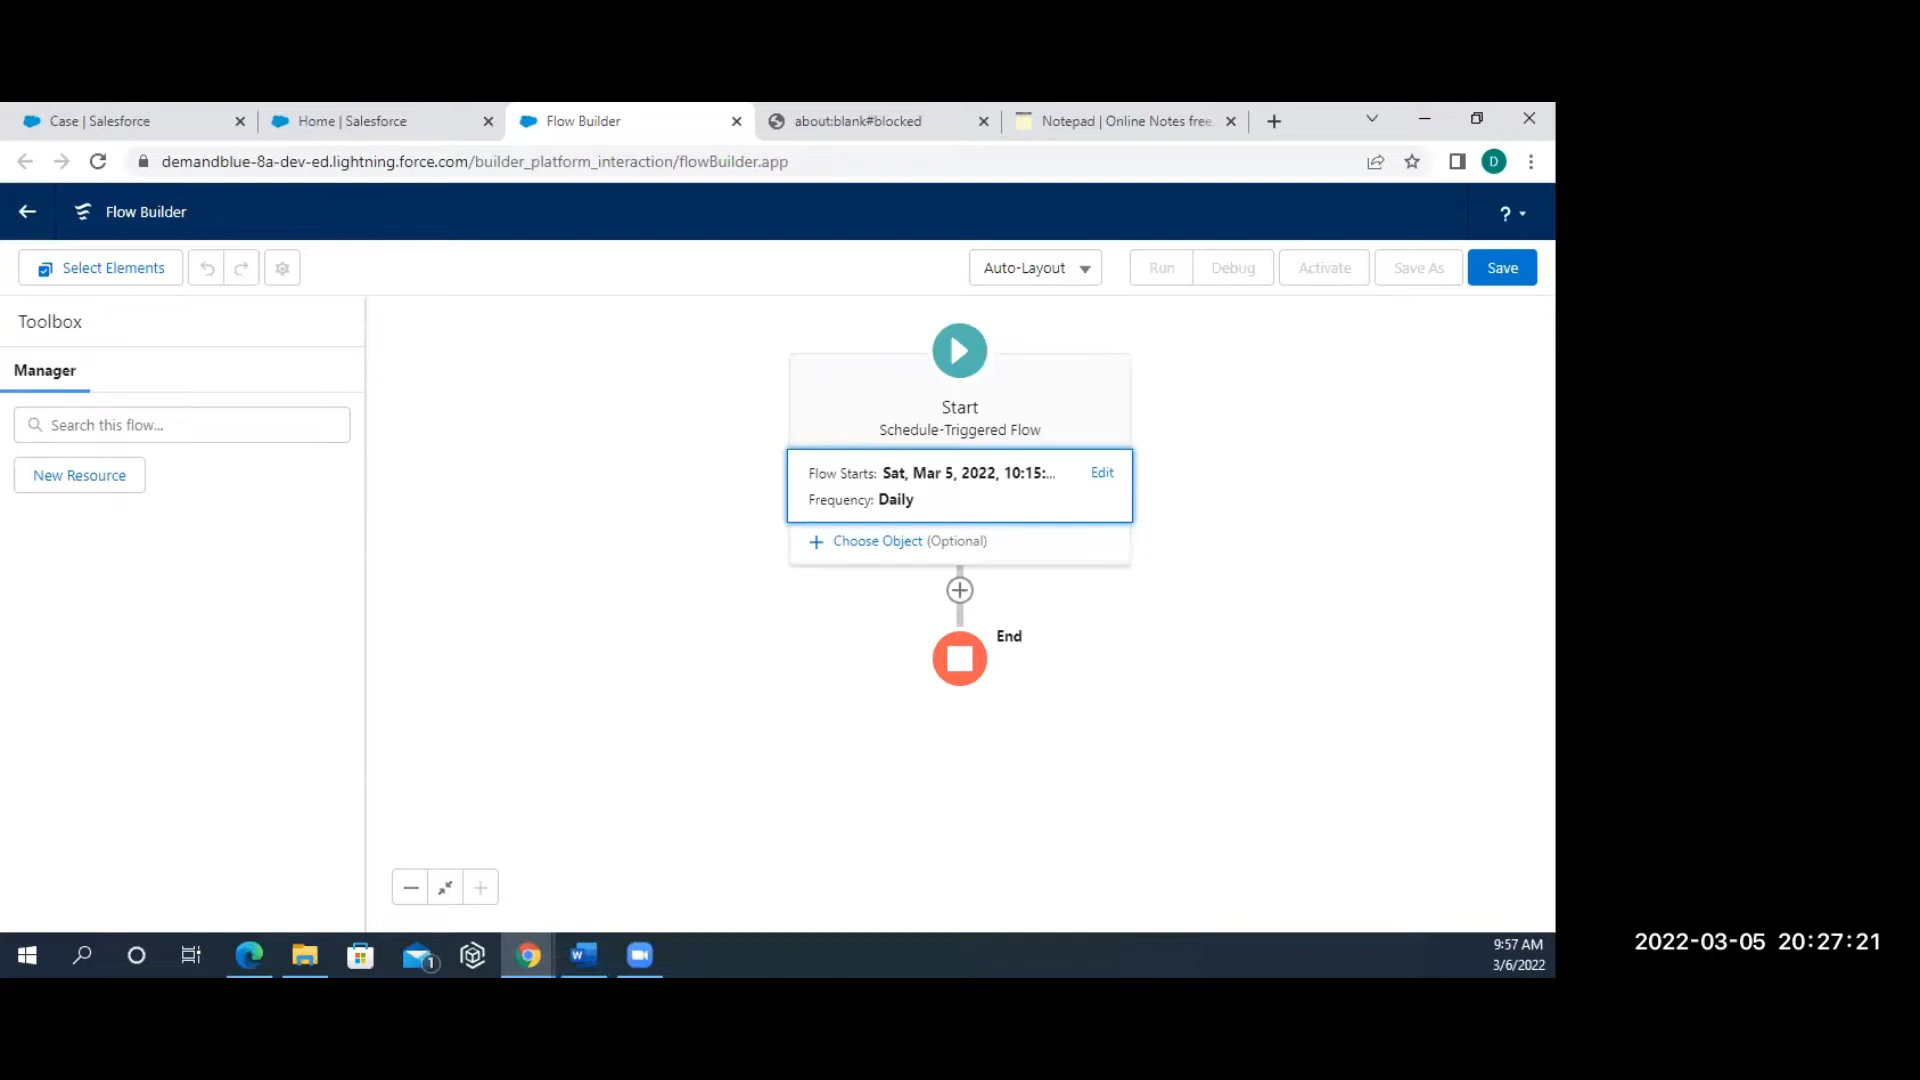 Case | Salesforce
Home | Salesforce
Flow Builder
about:blank#blocked
Notepad | Online Notes free
demandblue-8a-dev-ed.lightning.force.com/builder_platform_interaction/flowBuilder.app
D
Flow Builder
?
Select Elements
Auto-Layout
Run
Debug
Activate
Save As
Save
Toolbox
Manager
Search this flow...
New Resource
Start
Schedule-Triggered Flow
Flow Starts: Sat, Mar 5, 2022, 10:15:...
Edit
Frequency: Daily
Choose Object (Optional)
End
1
W
9:57 AM
3/6/2022
2022-03-05 20:27:21